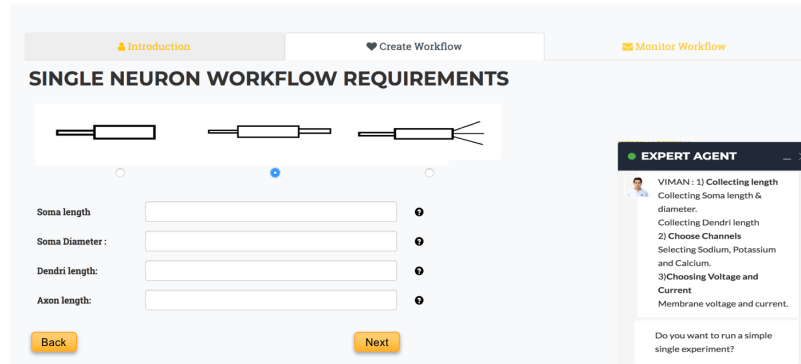 Introduction
Create Workflow
Monitor Workflow
SINGLE NEURON WORKFLOW REQUIREMENTS
Soma length
Soma Diameter :
Dendri length:
Axon length:
Back
Next
EXPERT AGENT
VIMAN : 1) Collecting length
Collecting Soma length &
diameter.
Collecting Dendri length
2) Choose Channels
Selecting Sodium, Potassium
and Calcium.
3)Choosing Voltage and
Current
Membrane voltage and current.
Do you want to run a simple
single experiment?